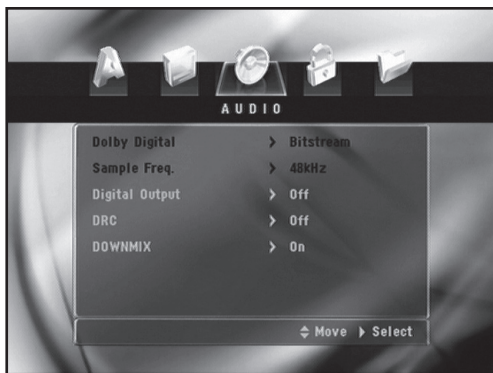 AUDIO
Dolby Digital > Bitstream
Sample Freq. > 48kHz
Digital Output > Off
DRC > Off
DOWNMIX > On
Move Select